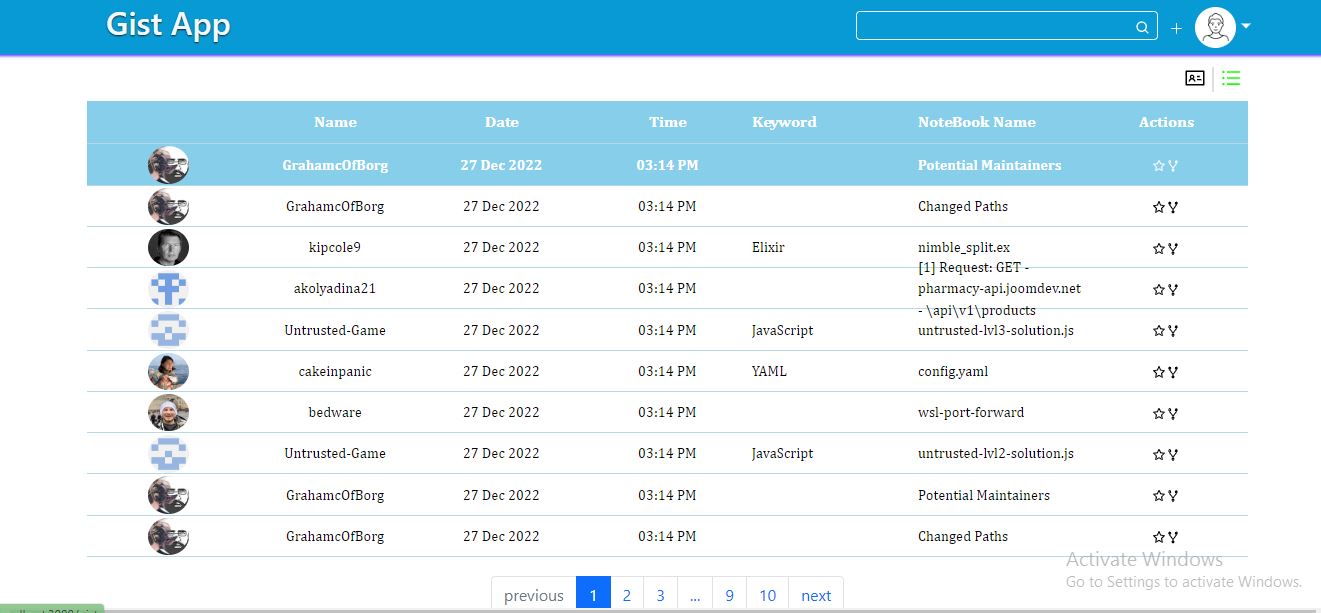 Gist App
Name Date Time Keyword NoteBook Name Actions
GrahamcOfBorg 27 Dec 2022 03:14 PM Potential Maintainers
GrahamcOfBorg 27 Dec 2022 03:14 PM Changed Paths
kipcole9 27 Dec 2022 03:14 PM Elixir nimble_split.ex
akolyadina21 27 Dec 2022 03:14 PM [1] Request: GET -
pharmacy-api.joomdev.net
- \api\v1\products
Untrusted-Game 27 Dec 2022 03:14 PM JavaScript untrusted-lvl3-solution.js
cakeinpanic 27 Dec 2022 03:14 PM YAML config.yaml
bedware 27 Dec 2022 03:14 PM wsl-port-forward
Untrusted-Game 27 Dec 2022 03:14 PM JavaScript untrusted-lvl2-solution.js
GrahamcOfBorg 27 Dec 2022 03:14 PM Potential Maintainers
GrahamcOfBorg 27 Dec 2022 03:14 PM Changed Paths
Activate Windows
Go to Settings to activate Windows.
previous 1 2 3 ... 9 10 next